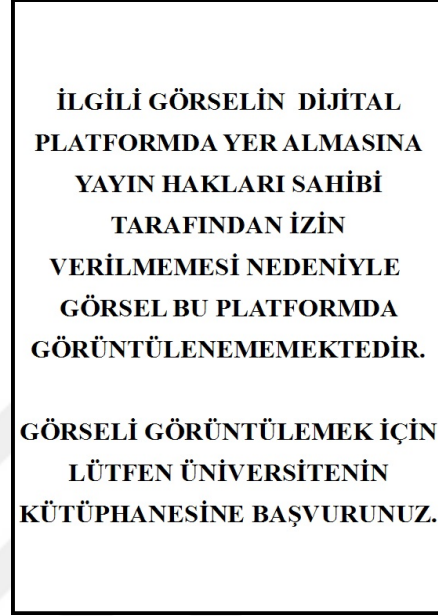 İLGİLİ GÖRSELİN DİJİTAL
PLATFORMDA YER ALMASINA
YAYIN HAKLARI SAHİBİ
TARAFINDAN İZİN
VERİLMEMESİ NEDENİYLE
GÖRSEL BU PLATFORMDA
GÖRÜNTÜLENEMEMEKTEDİR.
GÖRSELİ GÖRÜNTÜLEMEK İÇİN
LÜTFEN ÜNİVERSİTENİN
KÜTÜPHANESİNE BAŞVURUNUZ.